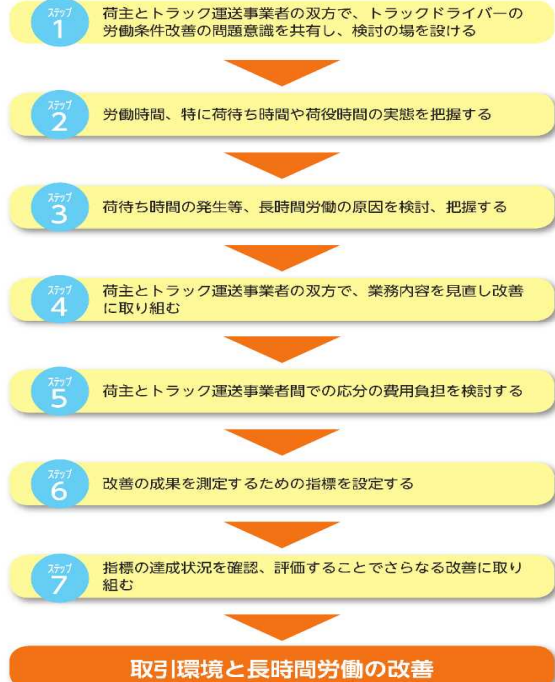 ステップ
1
荷主とトラック運送事業者の双方で、トラックドライバーの
労働条件改善の問題意識を共有し、検討の場を設ける
ステップ
2
労働時間、特に荷待ち時間や荷役時間の実態を把握する
ステップ
3
荷待ち時間の発生等、長時間労働の原因を検討、把握する
ステップ
4
荷主とトラック運送事業者の双方で、業務内容を見直し改善
に取り組む
ステップ
5
荷主とトラック運送事業者間での応分の費用負担を検討する
ステップ
6
改善の成果を測定するための指標を設定する
ステップ
7
指標の達成状況を確認、評価することでさらなる改善に取り
組む
取引環境と長時間労働の改善